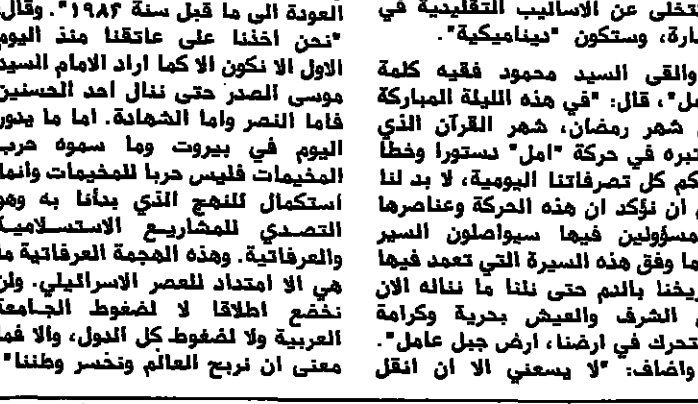 تتخلى عن الاساليب التقليدية في
ارة، وستكون "ديناميكية".
والقى السيد محمود فقيه كلمة
مل"، قال: "في هذه الليلة المباركة
شهر رمضان، شهر القرآن الذي
تبره في حركة "امل" دستورا وخطا
كم كل تصرفاتنا اليومية، لا بد لنا
ان نؤكد ان هذه الحركة وعناصرها
مسؤولين فيها سيواصلون السير
ما وفق هذه السيرة التي تعمد فيها
ريخنا بالدم حتى نلنا ما نناله الان
الشرف والعيش بحرية وكرامة
تحرك في ارضنا، ارض جبل عامل".
واضاف: "لا يسعني الا ان انقل
العودة الى ما قبل سنة ١٩٨٢". وقال:
"نحن اخذنا على عاتقنا منذ اليوم
الاول الا نكون الا كما اراد الامام السيد
موسى الصدر حتى ننال احد الحسنين
فاما النصر واما الشهادة. اما ما يدور
اليوم في بيروت وما سموه حرب
المخيمات فليس حربا للمخيمات وانما
استكمال للنهج الذي بدأنا به وهو
التصدي للمشاريع الاستسلامية
والعرفاتية. وهذه الهجمة العرفاتية ما
هي الا امتداد للعصر الاسرائيلي. ولن
نخضع اطلاقا لا لضغوط الجامعة
العربية ولا لضغوط كل الدول، والا فما
معنى ان نربح العالم ونخسر وطننا"